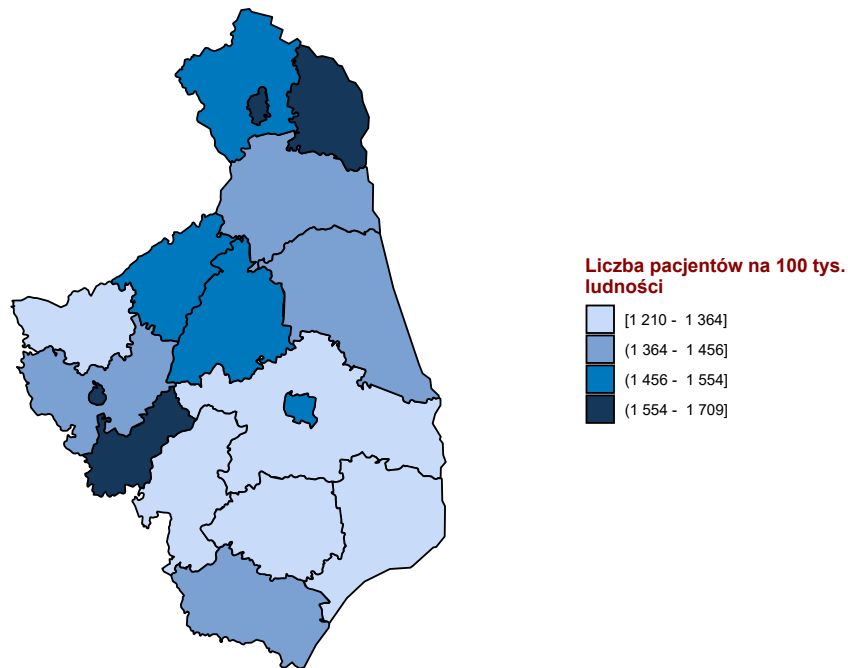 Liczba pacjentów na 100 tys.
ludności
[1 210 - 1 364]
(1 364 - 1 456]
(1 456 - 1 554]
(1 554 - 1 709]